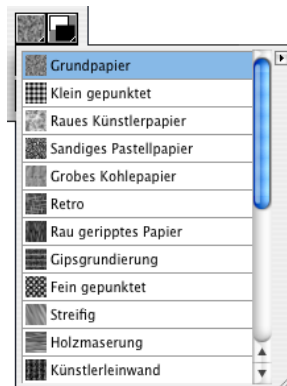 Grundpapier
Klein gepunktet
Raues Künstlerpapier
Sandiges Pastellpapier
Grobes Kohlepapier
Retro
Rau geripptes Papier
Gipsgrundierung
Fein gepunktet
Streifig
Holzmaserung
Künstlerleinwand